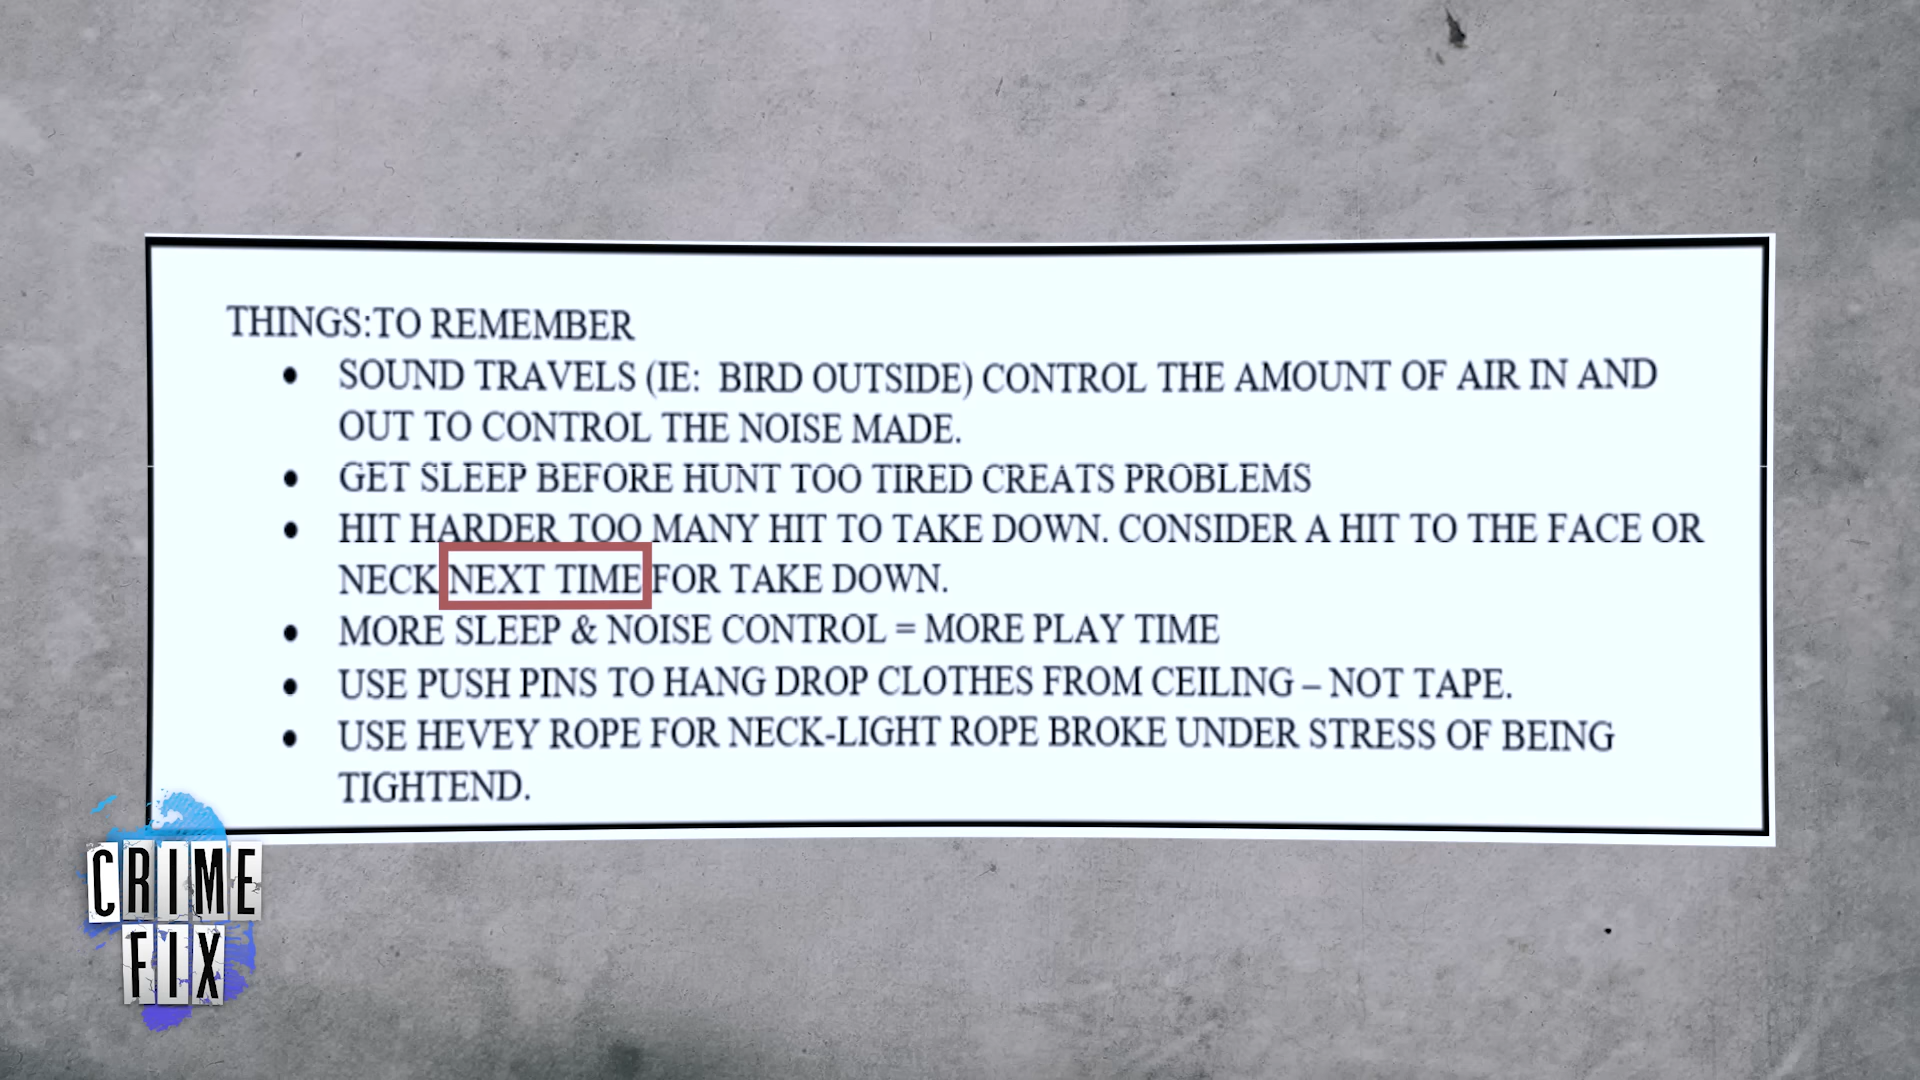 THINGS:TO REMEMBER
• SOUND TRAVELS (IE: BIRD OUTSIDE) CONTROL THE AMOUNT OF AIR IN AND
OUT TO CONTROL THE NOISE MADE.
• GET SLEEP BEFORE HUNT TOO TIRED CREATS PROBLEMS
• HIT HARDER TOO MANY HIT TO TAKE DOWN. CONSIDER A HIT TO THE FACE OR
NECK NEXT TIME FOR TAKE DOWN.
• MORE SLEEP & NOISE CONTROL = MORE PLAY TIME
• USE PUSH PINS TO HANG DROP CLOTHES FROM CEILING – NOT TAPE.
• USE HEVEY ROPE FOR NECK-LIGHT ROPE BROKE UNDER STRESS OF BEING
TIGHTEND.
CRIME
FIX